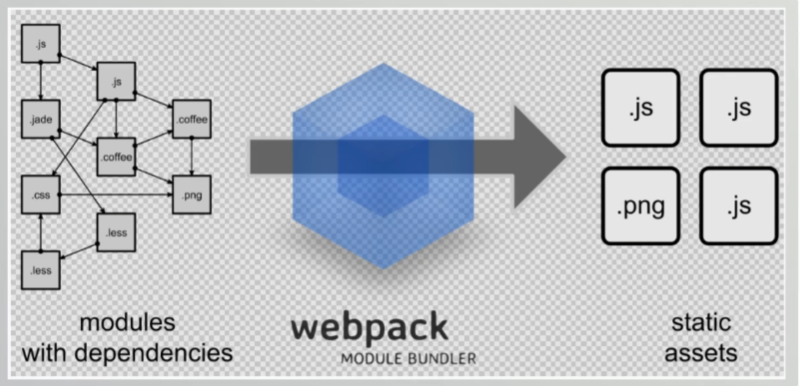 .js
.js
.jade
.coffee
.coffee
.css
.png
.less
.less
modules
with dependencies
webpack
MODULE BUNDLER
.js
.js
.png
.js
static
assets